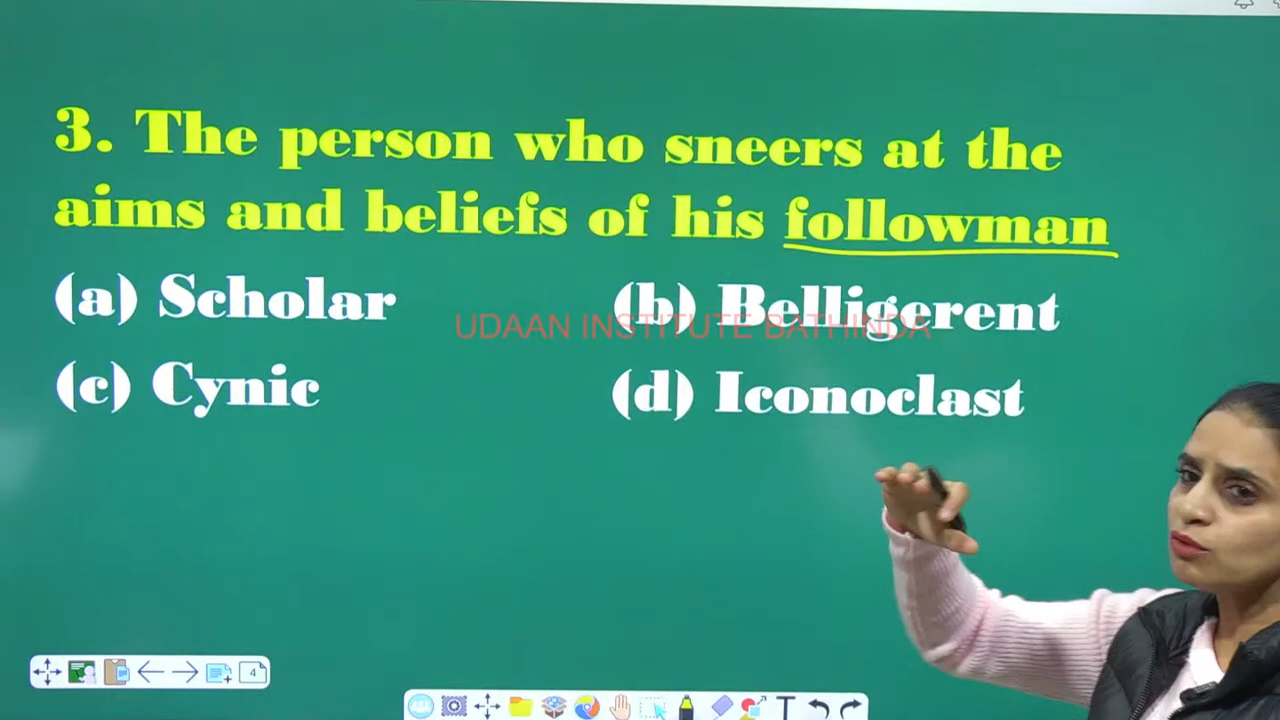 3. The person who sneers at the
aims and beliefs of his followman
(a) Scholar (b) Belligerent
UDAAN INSTITUTE BATHINDA
(c) Cynic (d) Iconoclast
4
T